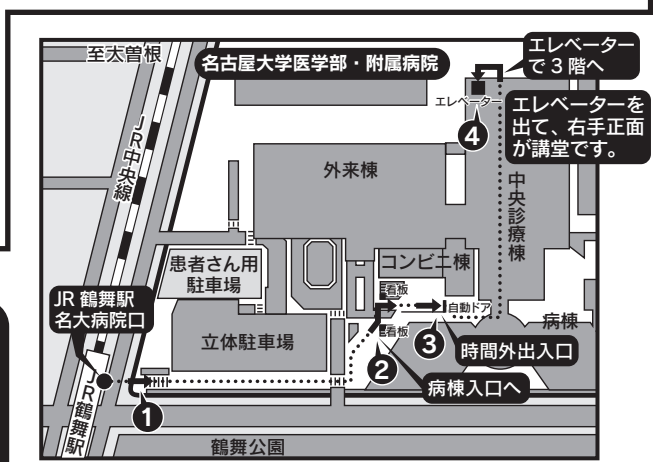 至大曽根
名古屋大学医学部・附属病院
エレベーター
で3階へ
エレベーター
4
エレベーターを
出て、右手正面
が講堂です。
JR中央線
外来棟
中央診療棟
患者さん用
駐車場
コンビニ棟
看板
自動ドア
病棟
JR 鶴舞駅
名大病院口
立体駐車場
看板
3
時間外出入口
2
病棟入口へ
1
JR鶴舞駅
鶴舞公園